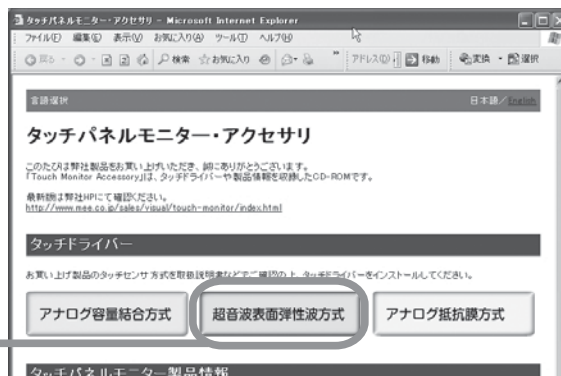 タッチパネルモニター・アクセサリ - Microsoft Internet Explorer
ファイル(F) 編集(E) 表示(V) お気に入り(A) ツール(T) ヘルプ(H)
戻る 検索 お気に入り アドレス(D) 移動 変換 選択
言語選択 日本語/English
タッチパネルモニター・アクセサリ
このたびは弊社製品をお買い上げいただき、誠にありがとうございます。
「Touch Monitor Accessory」は、タッチドライバーや製品情報を収録したCD-ROMです。
最新版は弊社HPにて確認ください。
http://www.mee.co.jp/sales/visual/touch-monitor/index.html
タッチドライバー
お買い上げ製品のタッチセンサ方式を取扱説明書などでご確認の上、タッチドライバーをインストールしてください。
アナログ容量結合方式 超音波表面弾性波方式 アナログ抵抗膜方式
タッチパネルモニター製品情報